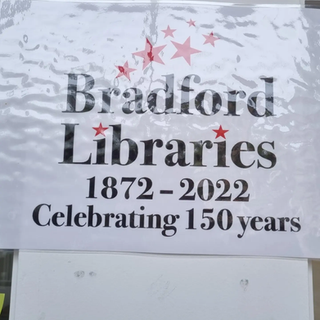 Bradford
Libraries
1872 – 2022
Celebrating 150 years